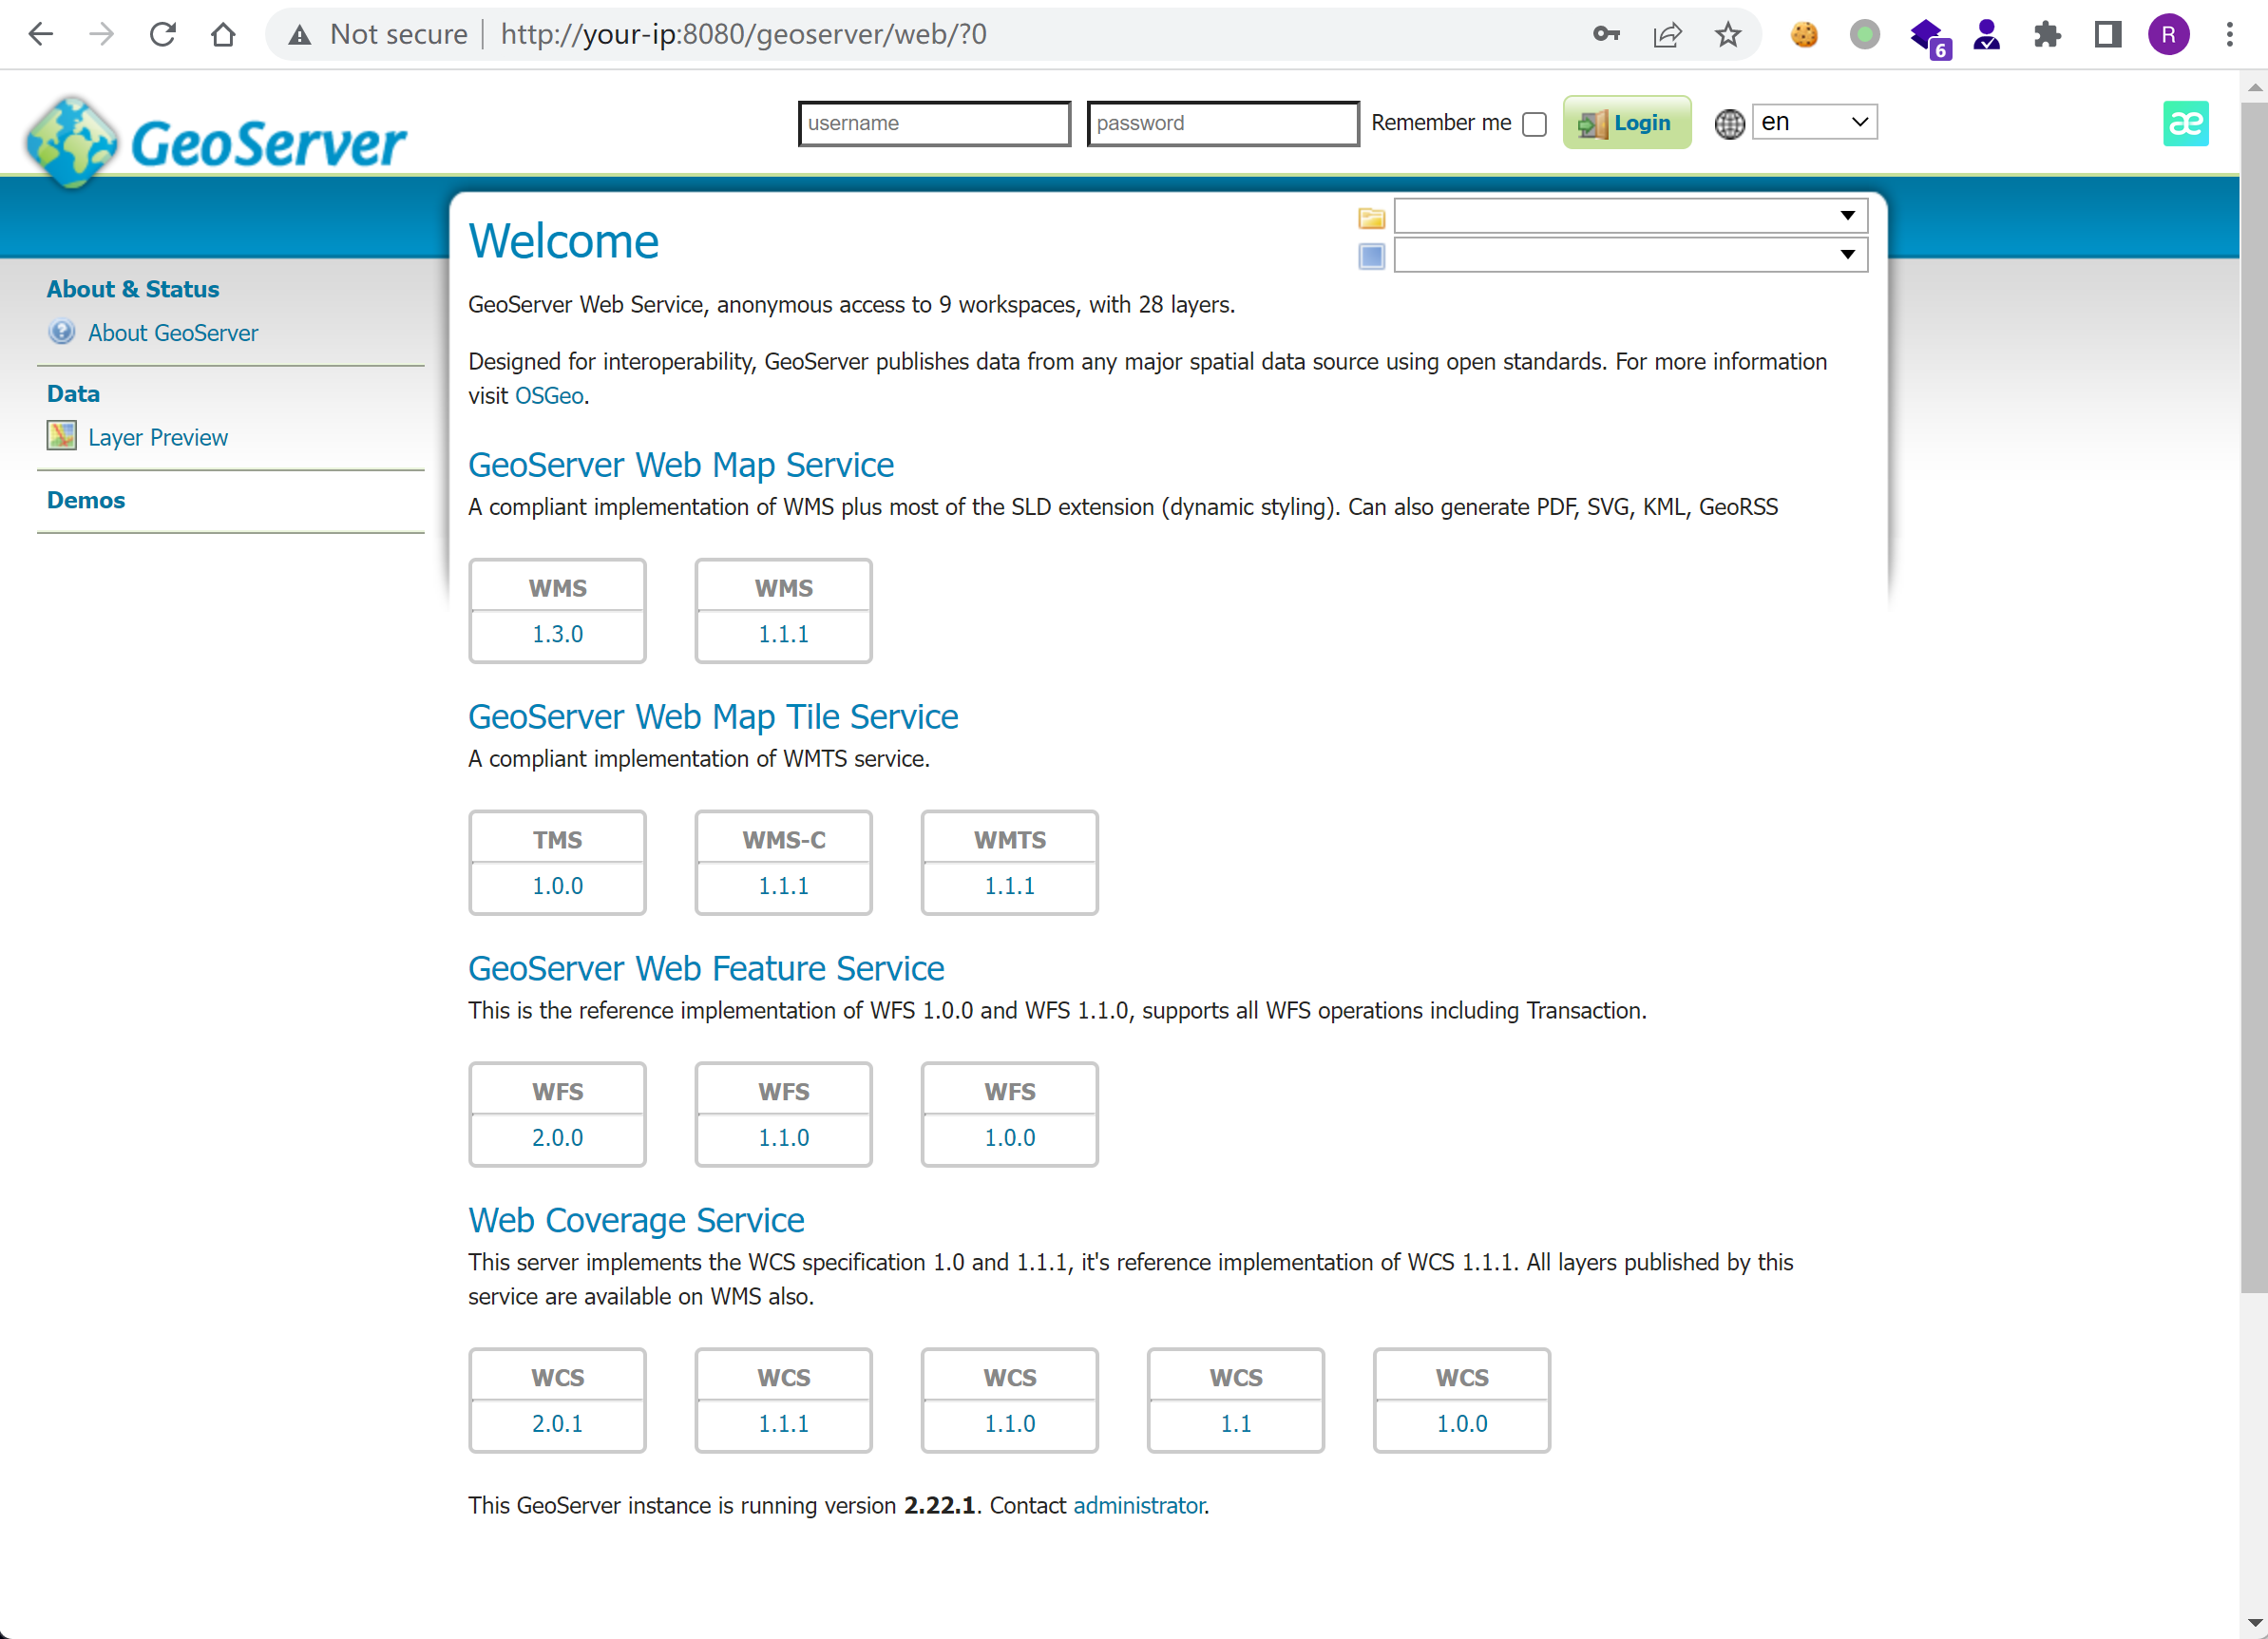 Not secure http://your-ip:8080/geoserver/web/?0
6
R
GeoServer
username
password
Remember me
Login
en
æ
Welcome
GeoServer Web Service, anonymous access to 9 workspaces, with 28 layers.
Designed for interoperability, GeoServer publishes data from any major spatial data source using open standards. For more information
visit OSGeo.
About & Status
About GeoServer
Data
Layer Preview
Demos
GeoServer Web Map Service
A compliant implementation of WMS plus most of the SLD extension (dynamic styling). Can also generate PDF, SVG, KML, GeoRSS
WMS WMS
1.3.0 1.1.1
GeoServer Web Map Tile Service
A compliant implementation of WMTS service.
TMS WMS-C WMTS
1.0.0 1.1.1 1.1.1
GeoServer Web Feature Service
This is the reference implementation of WFS 1.0.0 and WFS 1.1.0, supports all WFS operations including Transaction.
WFS WFS WFS
2.0.0 1.1.0 1.0.0
Web Coverage Service
This server implements the WCS specification 1.0 and 1.1.1, it's reference implementation of WCS 1.1.1. All layers published by this
service are available on WMS also.
WCS WCS WCS WCS WCS
2.0.1 1.1.1 1.1.0 1.1 1.0.0
This GeoServer instance is running version 2.22.1. Contact administrator.